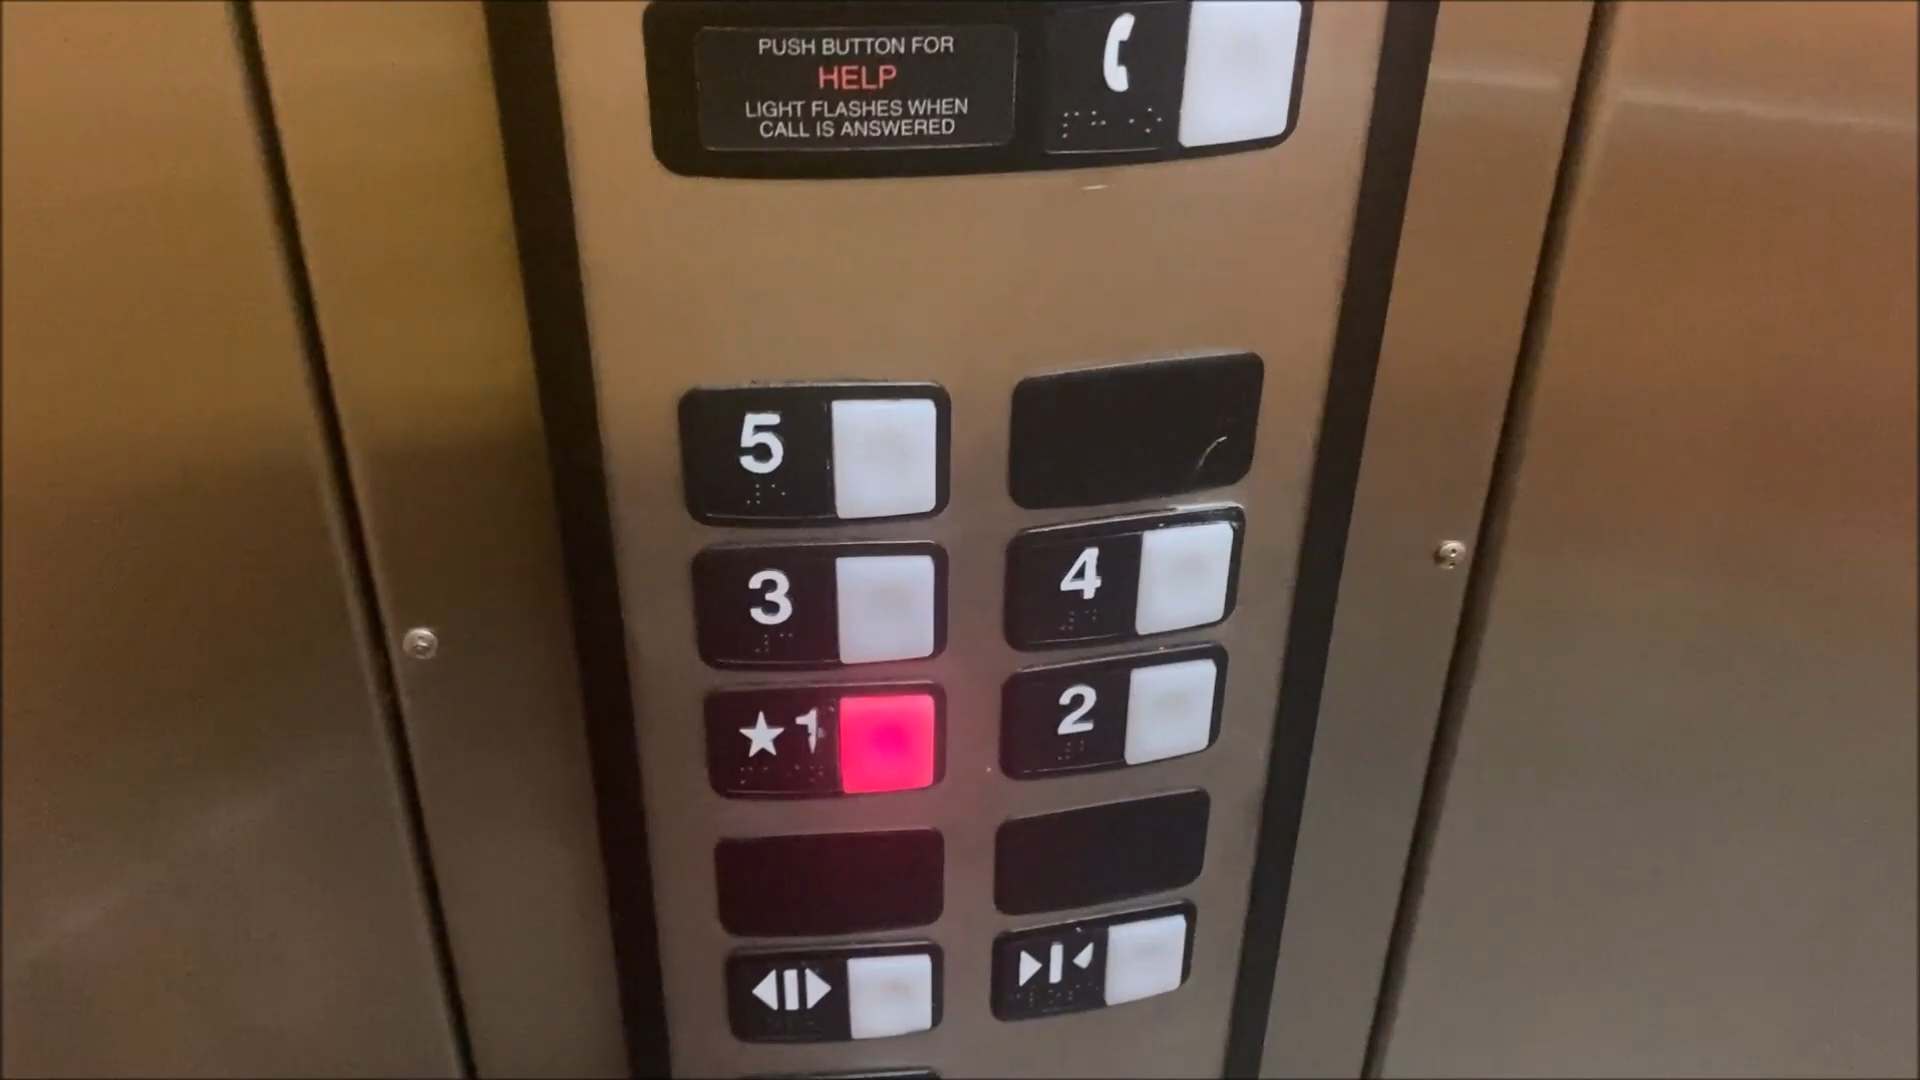 PUSH BUTTON FOR
HELP
LIGHT FLASHES WHEN
CALL IS ANSWERED
5
3
4
★1
2